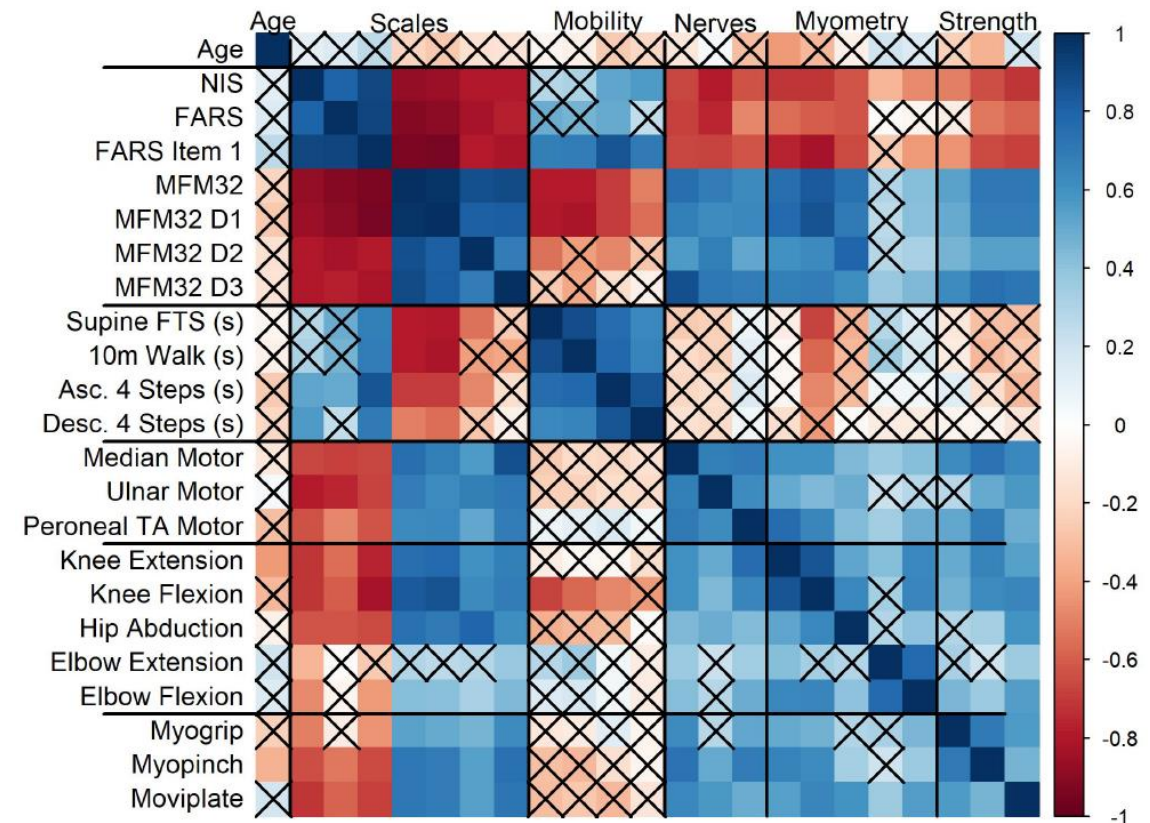 Age Scales Mobility Nerves Myometry Strength
Age
NIS
FARS
FARS Item 1
MFM32
MFM32 D1
MFM32 D2
MFM32 D3
Supine FTS (s)
10m Walk (s)
Asc. 4 Steps (s)
Desc. 4 Steps (s)
Median Motor
Ulnar Motor
Peroneal TA Motor
Knee Extension
Knee Flexion
Hip Abduction
Elbow Extension
Elbow Flexion
Myogrip
Myopinch
Moviplate
1
0.8
0.6
0.4
0.2
0
-0.2
-0.4
-0.6
-0.8
-1